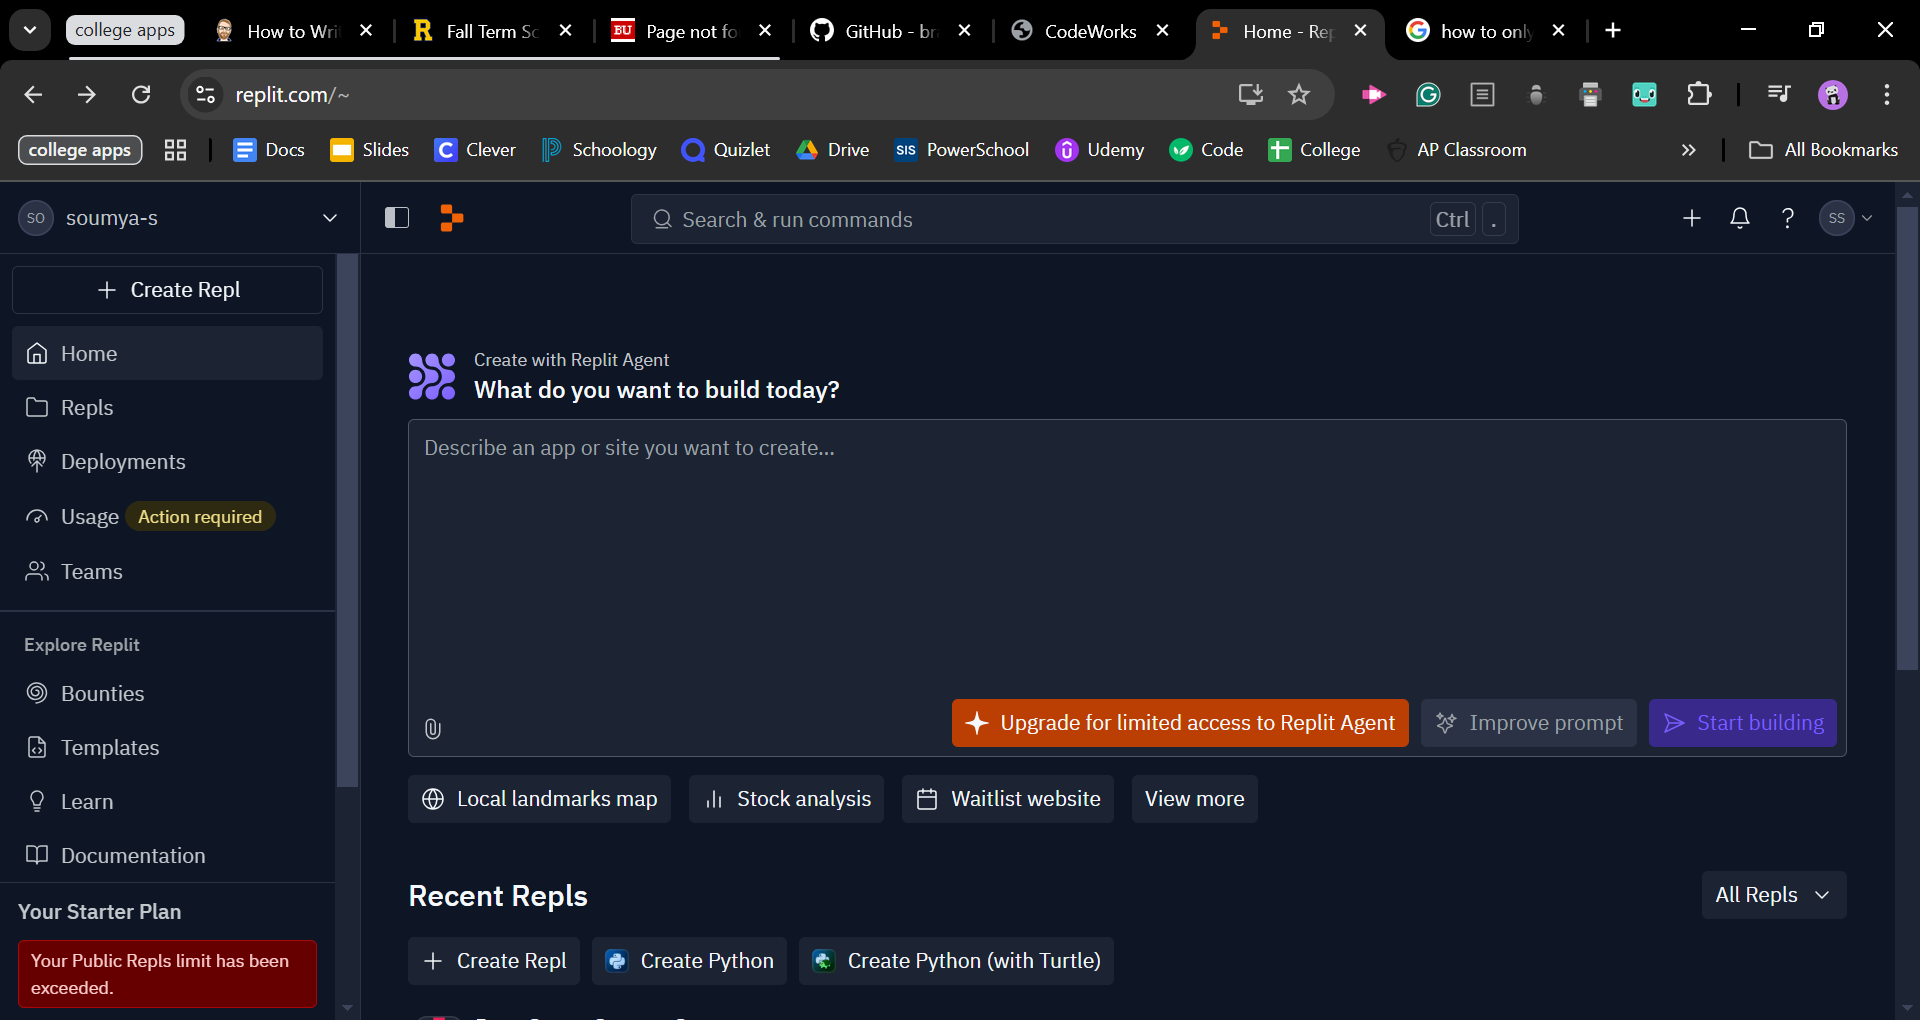 college apps
How to Wri
Fall Term Sc
Page not fo
GitHub - br
CodeWorks
Home - Rep
how to only
replit.com/~
college apps
Docs
Slides
Clever
Schoology
Quizlet
Drive
SIS
PowerSchool
Udemy
Code
College
AP Classroom
All Bookmarks
SO
soumya-s
Search & run commands
Ctrl
.
SS
Create Repl
Home
Repls
Deployments
Usage
Action required
Teams
Explore Replit
Bounties
Templates
Learn
Documentation
Your Starter Plan
Your Public Repls limit has been
exceeded.
Create with Replit Agent
What do you want to build today?
Describe an app or site you want to create...
Upgrade for limited access to Replit Agent
Improve prompt
Start building
Local landmarks map
Stock analysis
Waitlist website
View more
Recent Repls
All Repls
Create Repl
Create Python
Create Python (with Turtle)